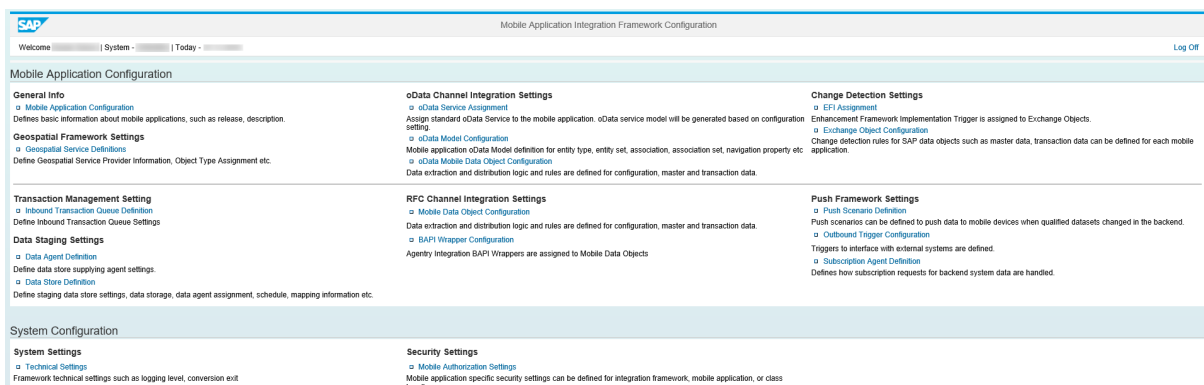 SAP
Mobile Application Integration Framework Configuration
Welcome | System - | Today -
Log Off
Mobile Application Configuration
General Info
Mobile Application Configuration
Defines basic information about mobile applications, such as release, description.
Geospatial Framework Settings
Geospatial Service Definitions
Define Geospatial Service Provider Information, Object Type Assignment etc.
oData Channel Integration Settings
oData Service Assignment
Assign standard oData Service to the mobile application. oData service model will be generated based on configuration
setting.
oData Model Configuration
Mobile application oData Model definition for entity type, entity set, association, association set, navigation property etc
oData Mobile Data Object Configuration
Data extraction and distribution logic and rules are defined for configuration, master and transaction data.
Change Detection Settings
EFI Assignment
Enhancement Framework Implementation Trigger is assigned to Exchange Objects.
Exchange Object Configuration
Change detection rules for SAP data objects such as master data, transaction data can be defined for each mobile
application.
Transaction Management Setting
Inbound Transaction Queue Definition
Define Inbound Transaction Queue Settings
Data Staging Settings
Data Agent Definition
Define data store supplying agent settings.
Data Store Definition
Define staging data store settings, data storage, data agent assignment, schedule, mapping information etc.
RFC Channel Integration Settings
Mobile Data Object Configuration
Data extraction and distribution logic and rules are defined for configuration, master and transaction data.
BAPI Wrapper Configuration
Agentry Integration BAPI Wrappers are assigned to Mobile Data Objects
Push Framework Settings
Push Scenario Definition
Push scenarios can be defined to push data to mobile devices when qualified datasets changed in the backend.
Outbound Trigger Configuration
Triggers to interface with external systems are defined.
Subscription Agent Definition
Defines how subscription requests for backend system data are handled.
System Configuration
System Settings
Technical Settings
Framework technical settings such as logging level, conversion exit
Security Settings
Mobile Authorization Settings
Mobile application specific security settings can be defined for integration framework, mobile application, or class